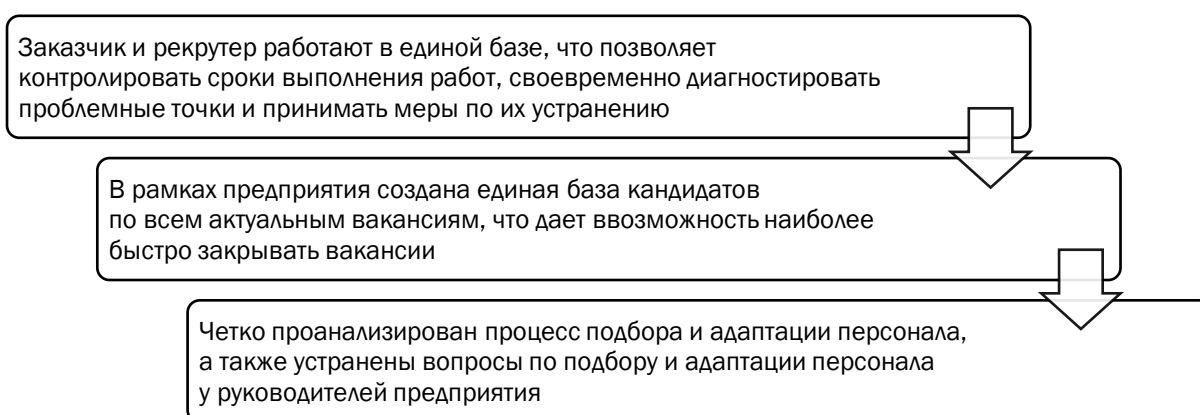 Заказчик и рекрутер работают в единой базе, что позволяет
контролировать сроки выполнения работ, своевременно диагностировать
проблемные точки и принимать меры по их устранению
В рамках предприятия создана единая база кандидатов
по всем актуальным вакансиям, что дает ввозможность наиболее
быстро закрывать вакансии
Четко проанализирован процесс подбора и адаптации персонала,
а также устранены вопросы по подбору и адаптации персонала
у руководителей предприятия